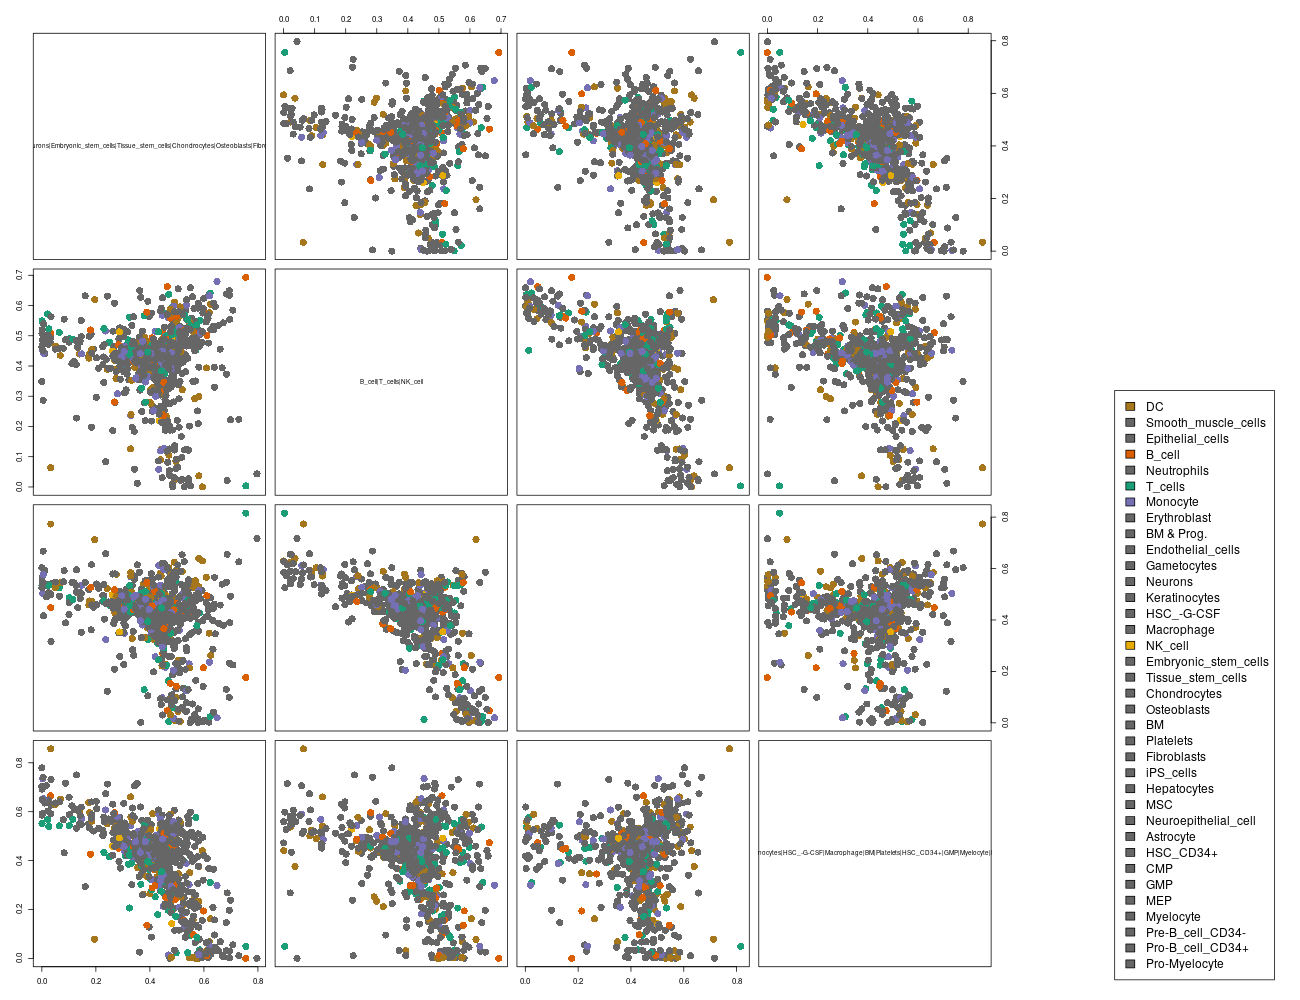 0.0 0.1 0.2 0.3 0.4 0.5 0.6 0.7
0.0 0.2 0.4 0.6 0.8
0.0 0.2 0.4 0.6 0.8
urons|Embryonic_stem_cells|Tissue_stem_cells|Chondrocytes|Osteoblasts|Fibr
0.0 0.1 0.2 0.3 0.4 0.5 0.6 0.7
B_cell|T_cells|NK_cell
0.0 0.2 0.4 0.6 0.8
0.0 0.2 0.4 0.6 0.8
nocytes|HSC_-G-CSF|Macrophage|BM|Platelets|HSC_CD34+|GMP|Myelocyte|
0.0 0.2 0.4 0.6 0.8
0.0 0.2 0.4 0.6 0.8
DC
Smooth_muscle_cells
Epithelial_cells
B_cell
Neutrophils
T_cells
Monocyte
Erythroblast
BM & Prog.
Endothelial_cells
Gametocytes
Neurons
Keratinocytes
HSC_-G-CSF
Macrophage
NK_cell
Embryonic_stem_cells
Tissue_stem_cells
Chondrocytes
Osteoblasts
BM
Platelets
Fibroblasts
iPS_cells
Hepatocytes
MSC
Neuroepithelial_cell
Astrocyte
HSC_CD34+
CMP
GMP
MEP
Myelocyte
Pre-B_cell_CD34-
Pro-B_cell_CD34+
Pro-Myelocyte